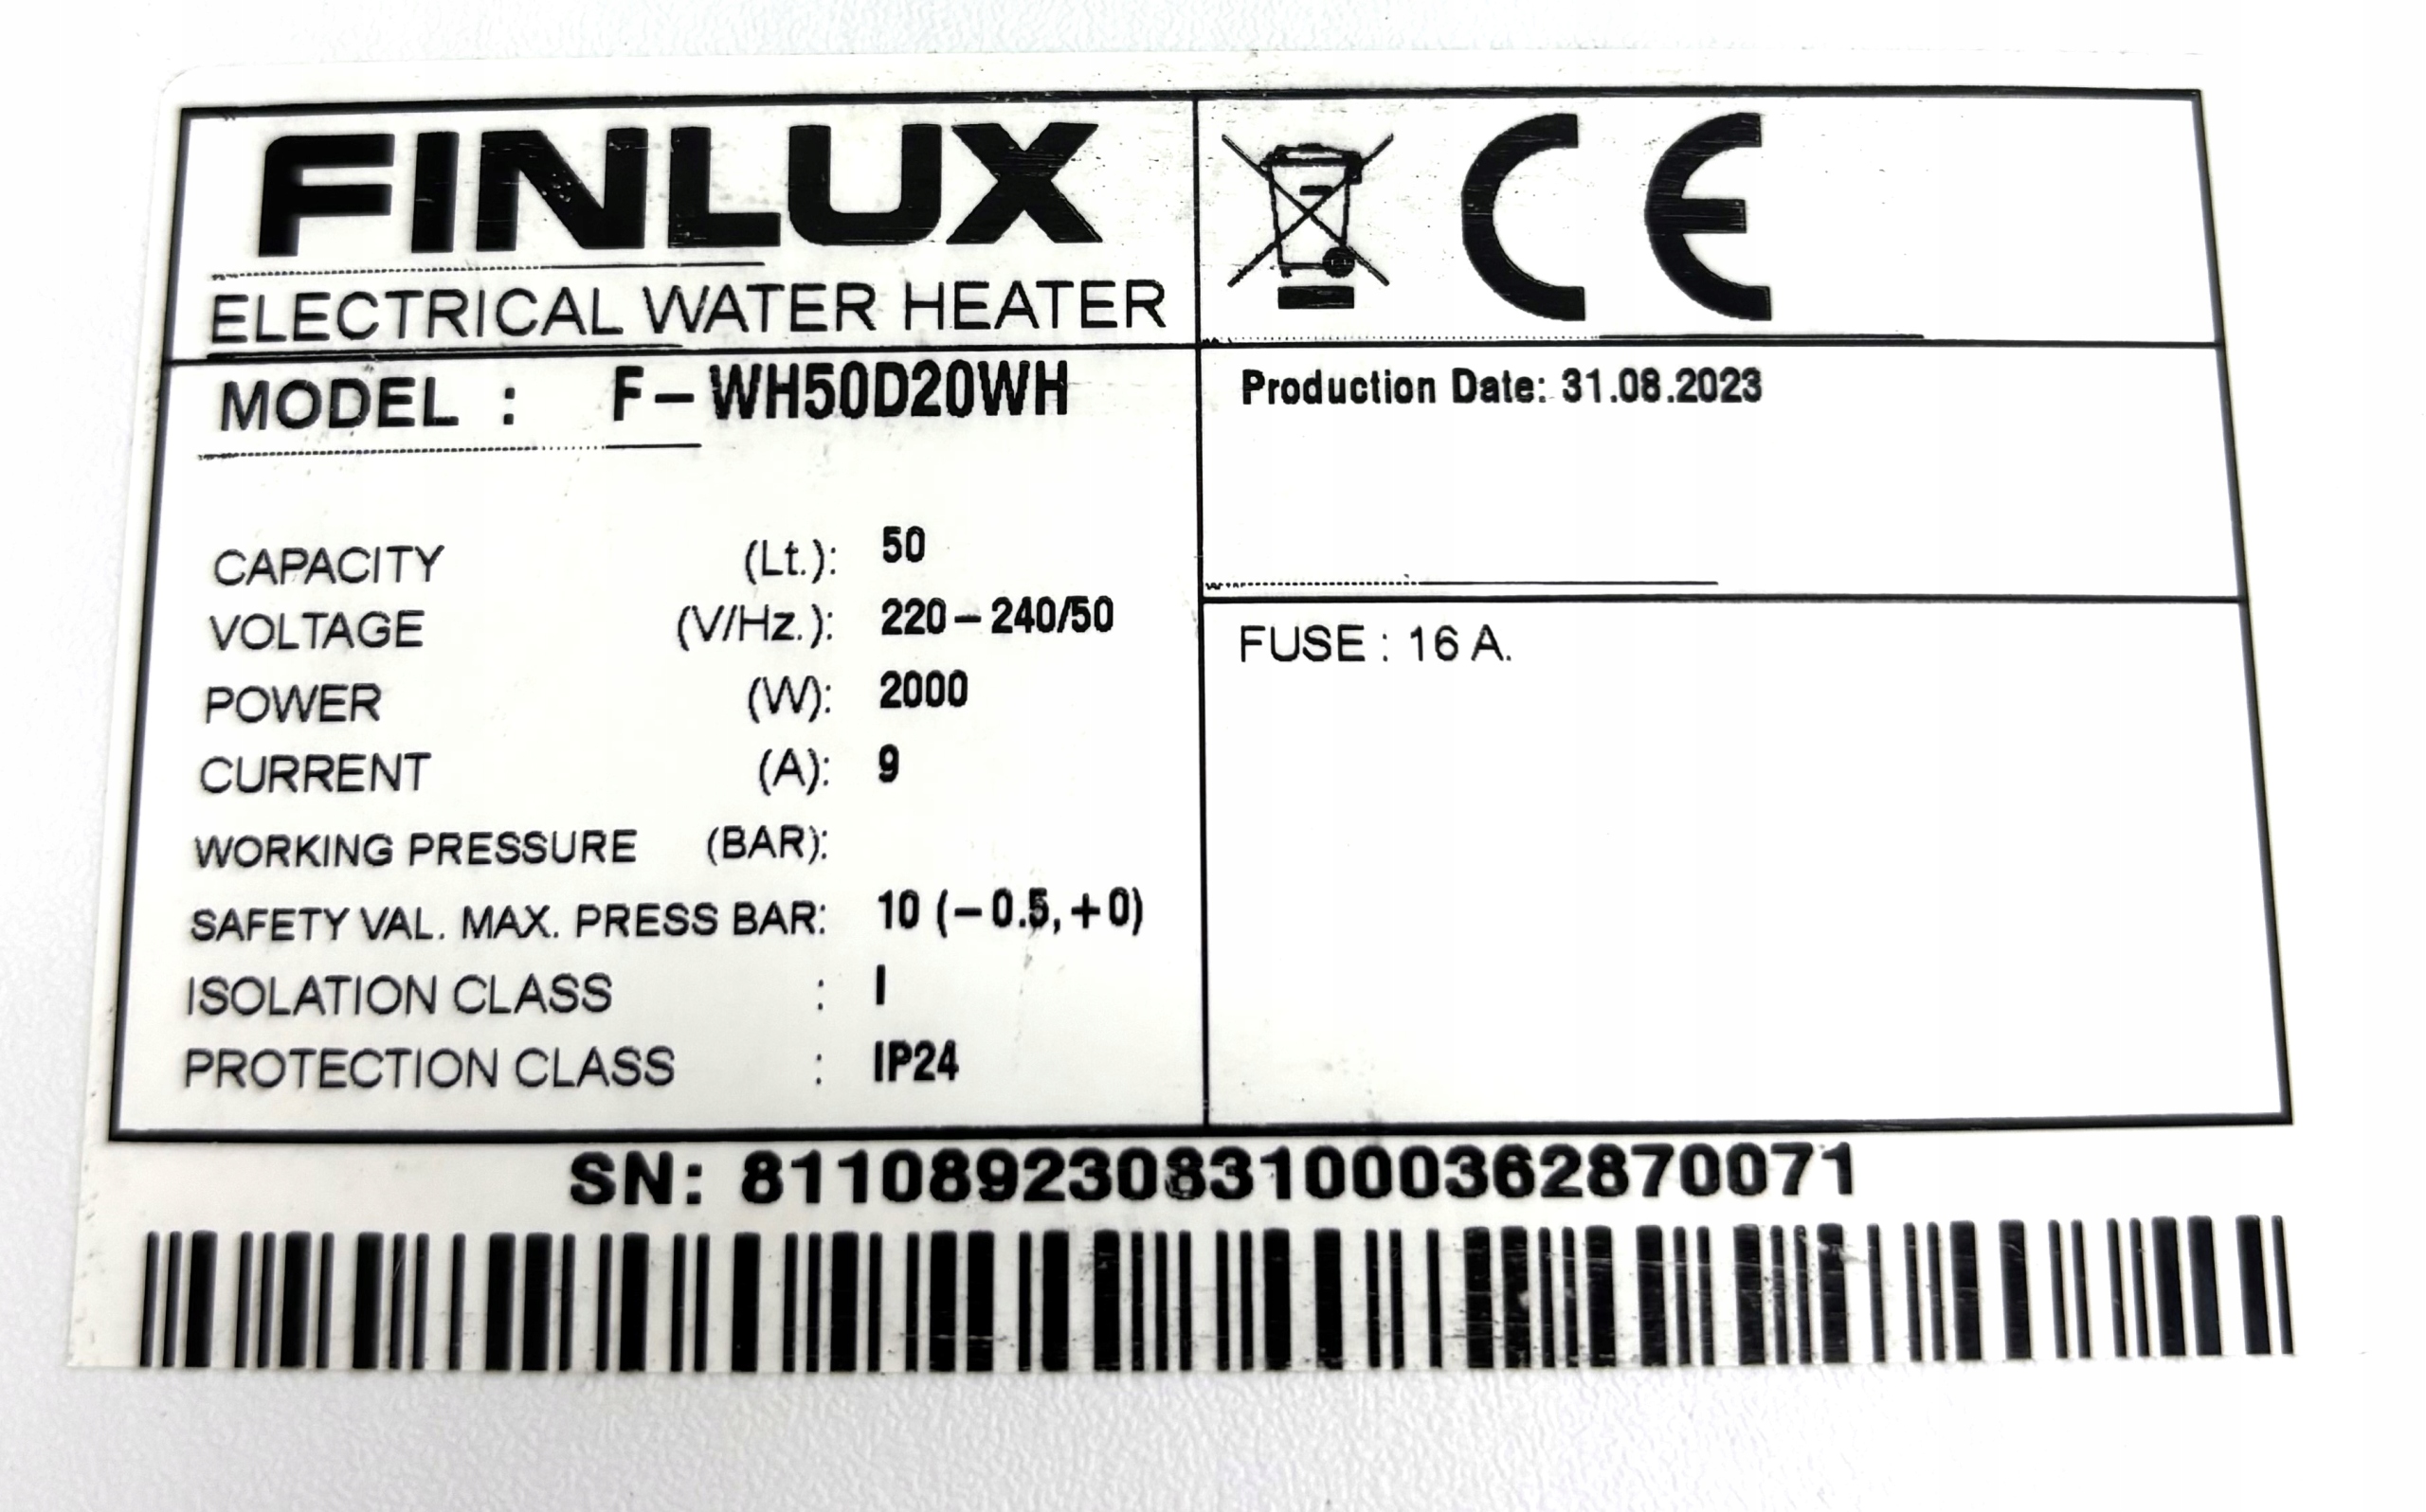 FINLUX
ELECTRICAL WATER HEATER
CE
MODEL : F-WH50D20WH
Production Date: 31.08.2023
CAPACITY (Lt.): 50
VOLTAGE (V/Hz.): 220-240/50
POWER (W): 2000
CURRENT (A): 9
WORKING PRESSURE (BAR):
SAFETY VAL. MAX. PRESS BAR: 10 (-0.5,+0)
ISOLATION CLASS : I
PROTECTION CLASS : IP24
FUSE : 16 A.
SN: 811089230831000362870071